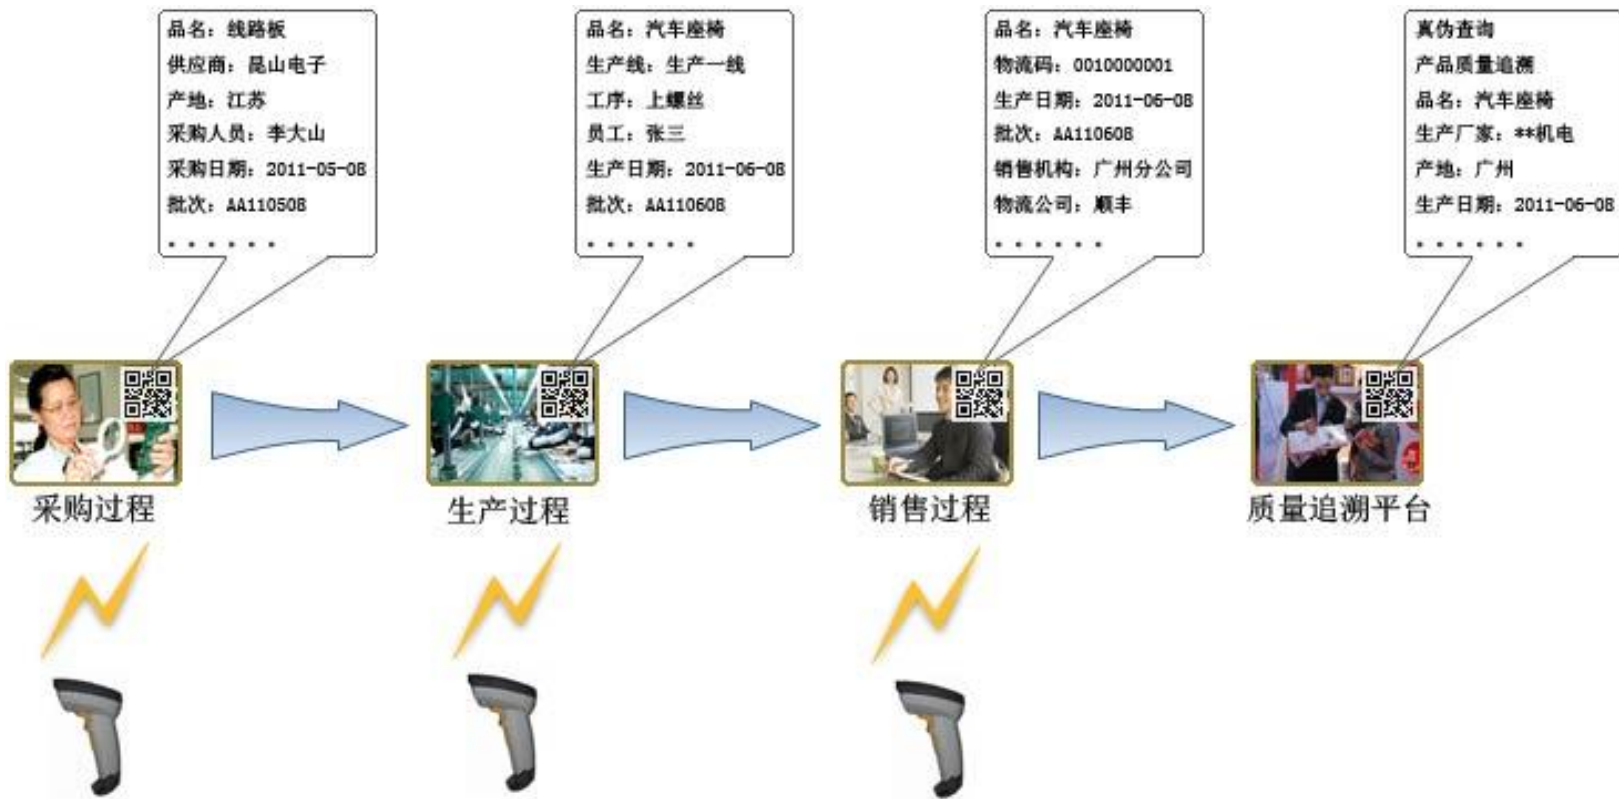 品名：线路板
供应商：昆山电子
产地：江苏
采购人员：李大山
采购日期：2011-05-08
批次：AA110508
......
品名：汽车座椅
生产线：生产一线
工序：上螺丝
员工：张三
生产日期：2011-06-08
批次：AA110608
......
品名：汽车座椅
物流码：0010000001
生产日期：2011-06-08
批次：AA110608
销售机构：广州分公司
物流公司：顺丰
......
真伪查询
产品质量追溯
品名：汽车座椅
生产厂家：**机电
产地：广州
生产日期：2011-06-08
......
采购过程
生产过程
销售过程
质量追溯平台